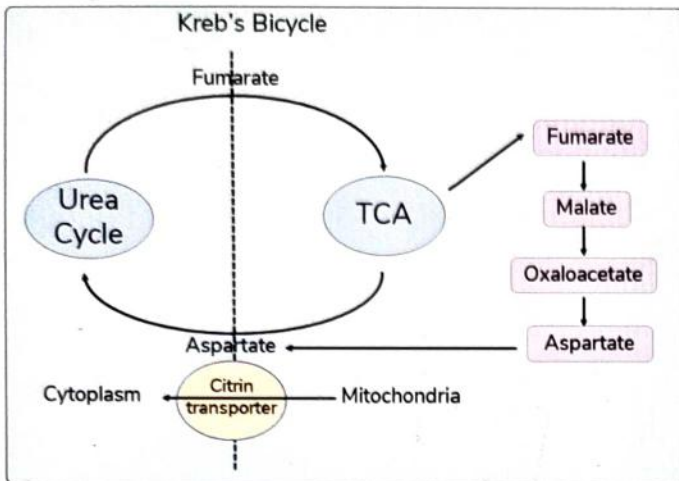 Kreb's Bicycle
Fumarate
Urea
Cycle
TCA
Fumarate
Malate
Oxaloacetate
Aspartate
Aspartate
Cytoplasm
Citrin
transporter
Mitochondria